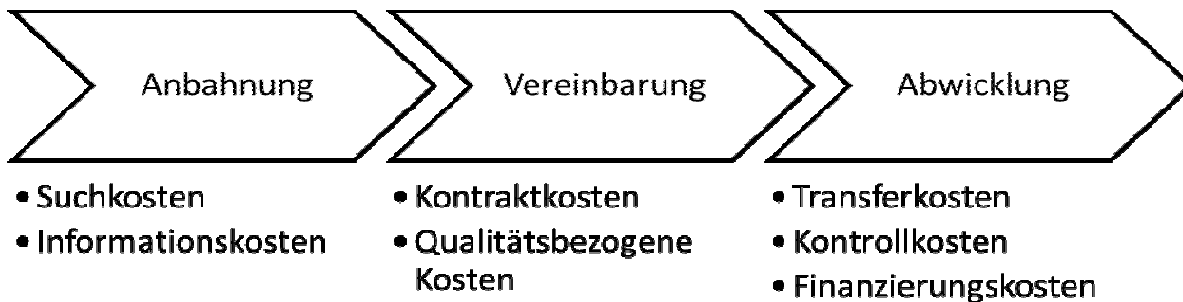 Anbahnung
• Suchkosten
• Informationskosten
Vereinbarung
• Kontraktkosten
• Qualitätsbezogene
Kosten
Abwicklung
• Transferkosten
• Kontrollkosten
• Finanzierungskosten